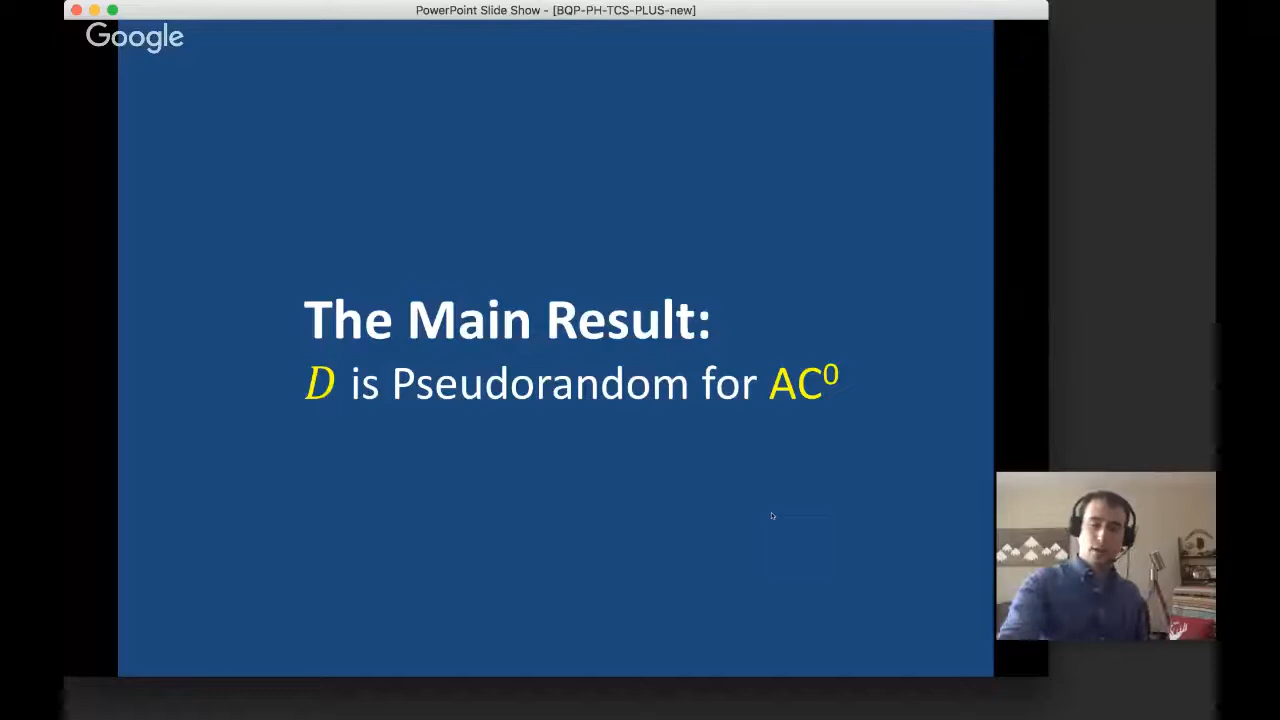 PowerPoint Slide Show - [BQP-PH-TCS-PLUS-new]
Google
The Main Result:
D is Pseudorandom for AC⁰